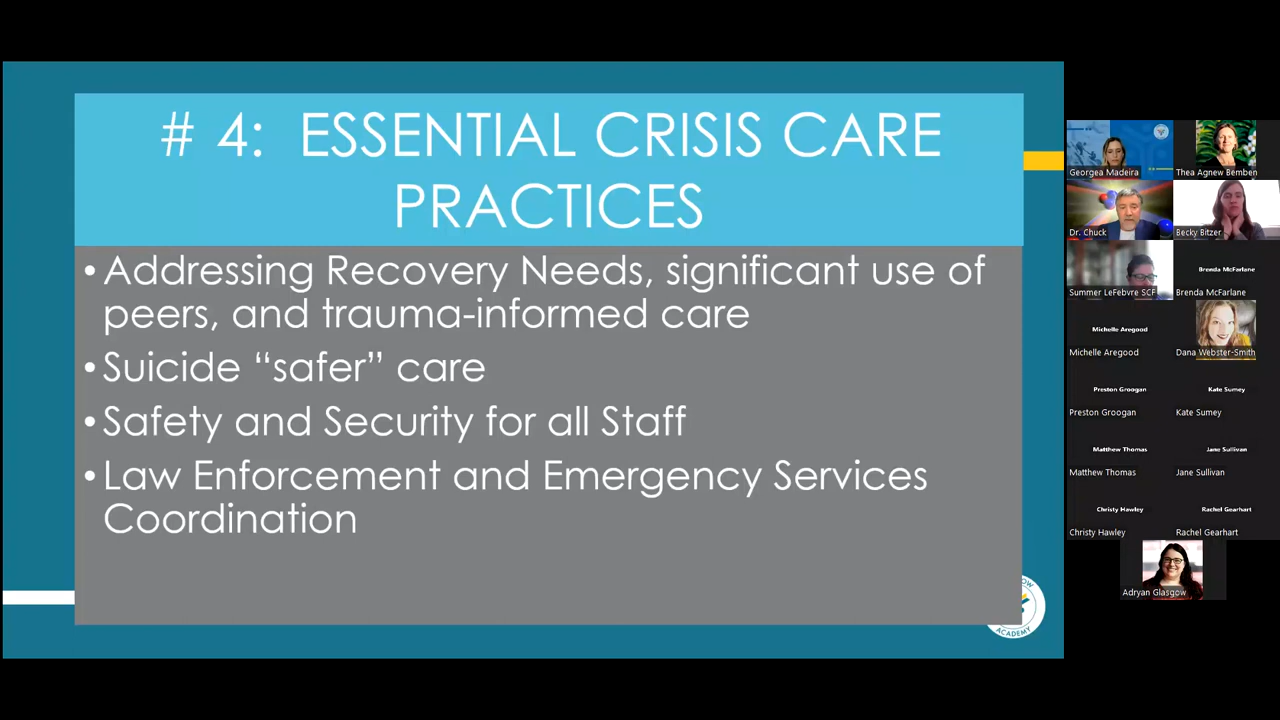 # 4: ESSENTIAL CRISIS CARE
PRACTICES
• Addressing Recovery Needs, significant use of
peers, and trauma-informed care
• Suicide “safer” care
• Safety and Security for all Staff
• Law Enforcement and Emergency Services
Coordination
ACADEMY
Georgea Madeira
Thea Agnew Bemben
Dr. Chuck
Becky Bitzer
Summer LeFebvre SCF
Brenda McFarlane
Brenda McFarlane
Michelle Aregood
Michelle Aregood
Dana Webster-Smith
Preston Groogan
Kate Sumey
Preston Groogan
Kate Sumey
Matthew Thomas
Jane Sullivan
Matthew Thomas
Jane Sullivan
Christy Hawley
Rachel Gearhart
Christy Hawley
Rachel Gearhart
Adryan Glasgow